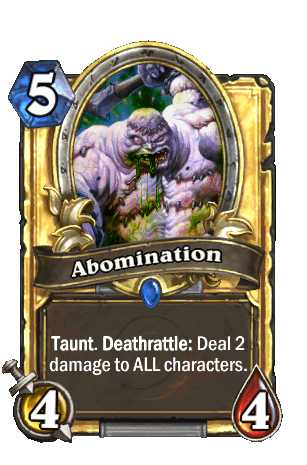 5
Abomination
Taunt. Deathrattle: Deal 2
damage to ALL characters.
4
4